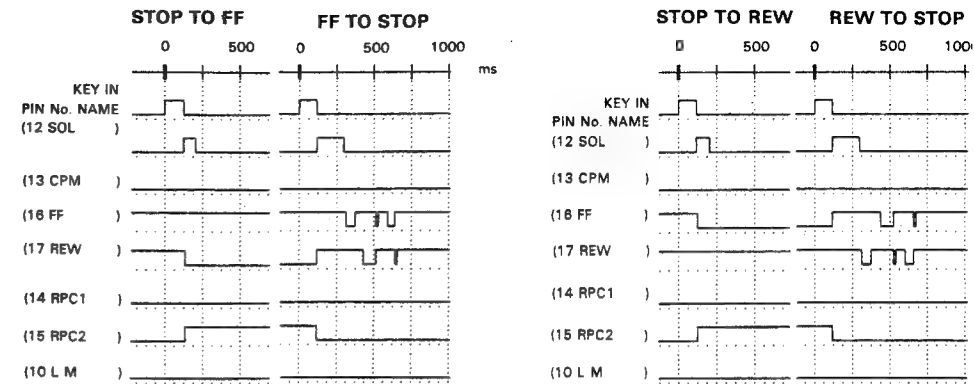 STOP TO FF
FF TO STOP
0 500
0 500 1000
ms
KEY IN
PIN No. NAME
(12 SOL )
(13 CPM )
(16 FF )
(17 REW )
(14 RPC1 )
(15 RPC2 )
(10 L M )
STOP TO REW
REW TO STOP
0 500
0 500 100
KEY IN
PIN No. NAME
(12 SOL )
(13 CPM )
(16 FF )
(17 REW )
(14 RPC1 )
(15 RPC2 )
(10 L M )